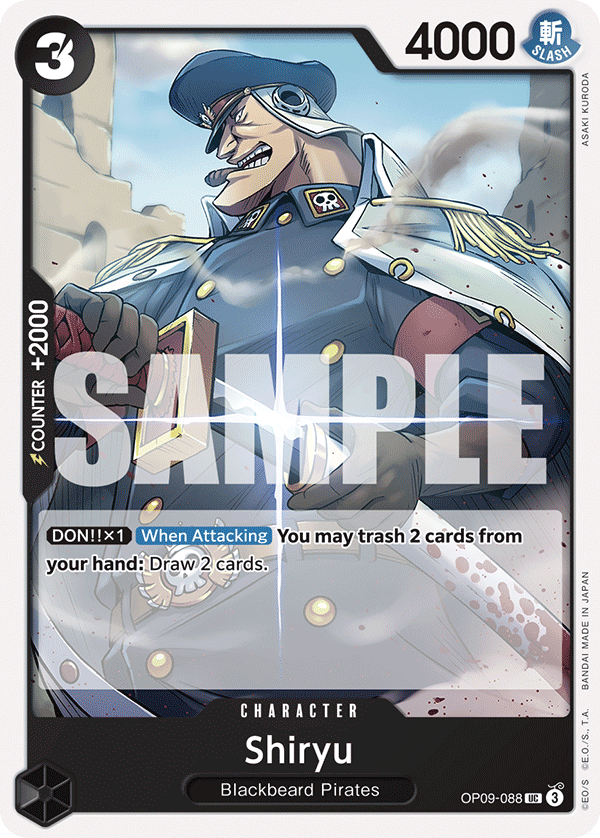 3
4000
斬
SLASH
ASAKI KURODA
COUNTER +2000
SAMPLE
DON!!×1 When Attacking You may trash 2 cards from
your hand: Draw 2 cards.
BANDAI MADE IN JAPAN
©E.O./S., T.A.
©EO/S
CHARACTER
Shiryu
Blackbeard Pirates
OP09-088 UC 3